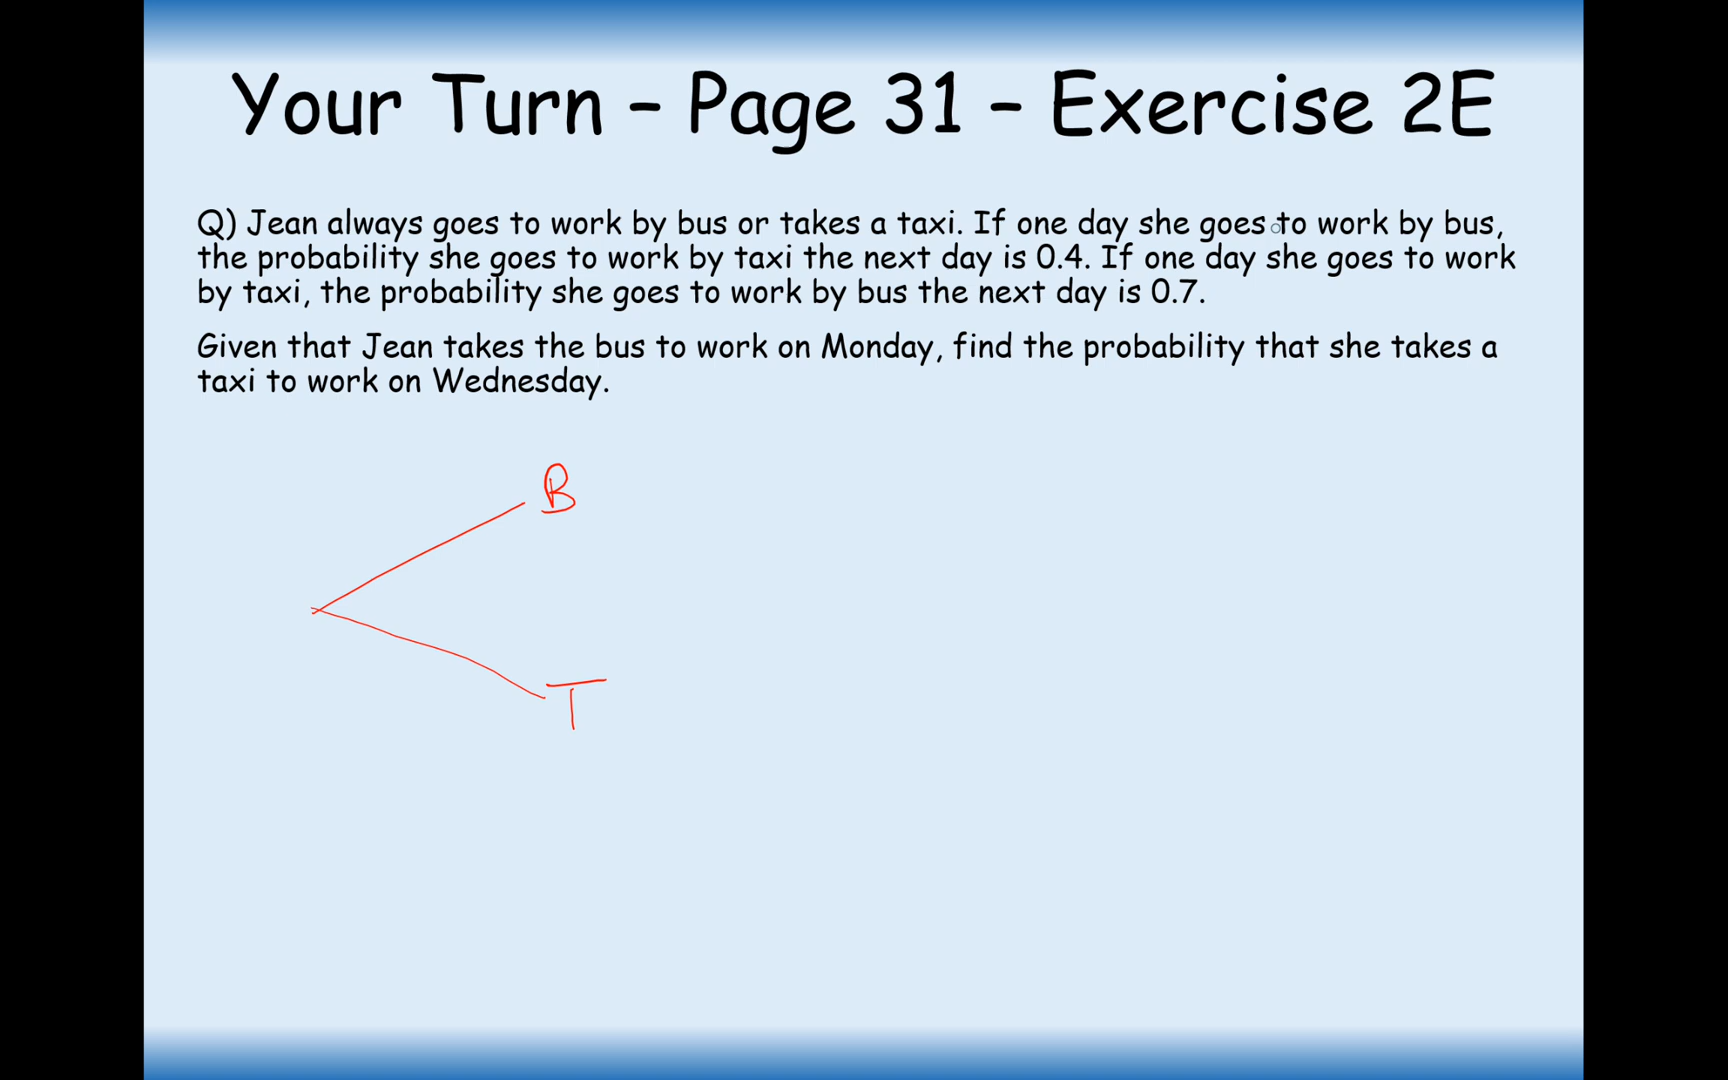 Your Turn – Page 31 – Exercise 2E
Q) Jean always goes to work by bus or takes a taxi. If one day she goes to work by bus,
the probability she goes to work by taxi the next day is 0.4. If one day she goes to work
by taxi, the probability she goes to work by bus the next day is 0.7.
Given that Jean takes the bus to work on Monday, find the probability that she takes a
taxi to work on Wednesday.
B
T